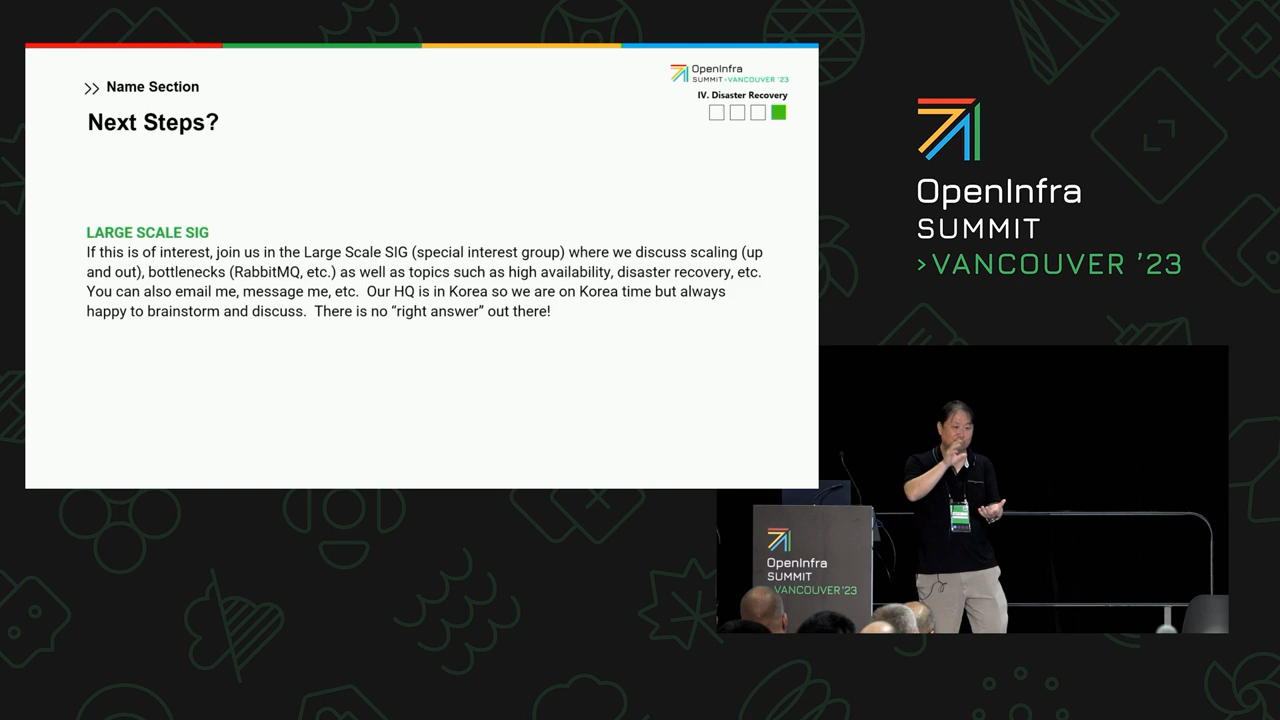 >> Name Section
Next Steps?
OpenInfra
SUMMIT >VANCOUVER '23
IV. Disaster Recovery
LARGE SCALE SIG
If this is of interest, join us in the Large Scale SIG (special interest group) where we discuss scaling (up
and out), bottlenecks (RabbitMQ, etc.) as well as topics such as high availability, disaster recovery, etc.
You can also email me, message me, etc.  Our HQ is in Korea so we are on Korea time but always
happy to brainstorm and discuss.  There is no “right answer” out there!
OpenInfra
SUMMIT
>VANCOUVER ’23
OpenInfra
SUMMIT
VANCOUVER '23